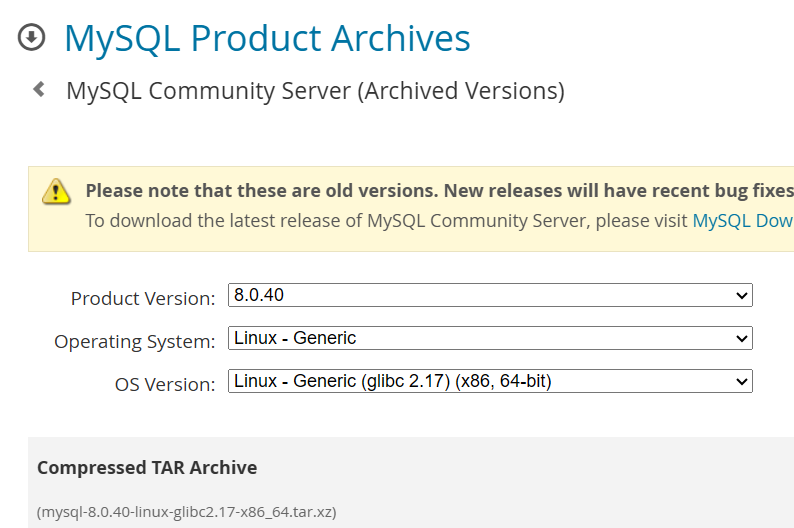 MySQL Product Archives
MySQL Community Server (Archived Versions)
Please note that these are old versions. New releases will have recent bug fixes
To download the latest release of MySQL Community Server, please visit MySQL Dow
Product Version: 8.0.40
Operating System: Linux - Generic
OS Version: Linux - Generic (glibc 2.17) (x86, 64-bit)
Compressed TAR Archive
(mysql-8.0.40-linux-glibc2.17-x86_64.tar.xz)